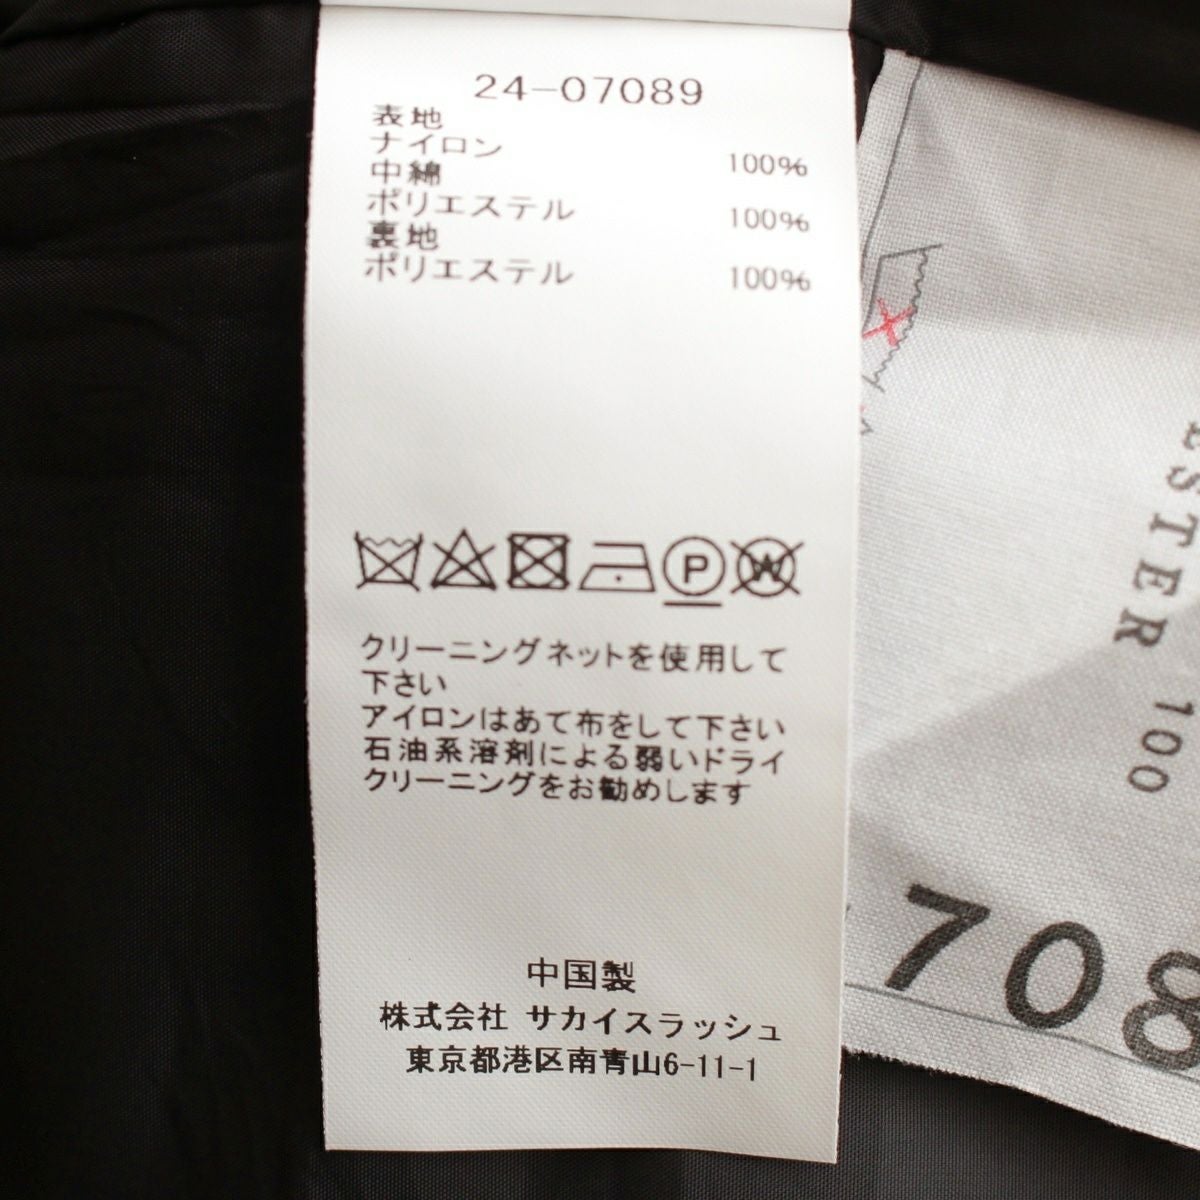 24-07089
表地
ナイロン 100%
中綿
ポリエステル 100%
裏地
ポリエステル 100%
P W
クリーニングネットを使用して
下さい
アイロンはあて布をして下さい
石油系溶剤による弱いドライ
クリーニングをお勧めします
中国製
株式会社 サカイスラッシュ
東京都港区南青山6-11-1
ESTER 100
708